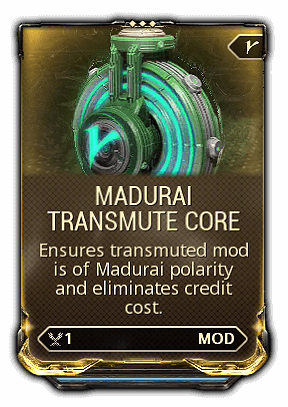 MADURAI
TRANSMUTE CORE
Ensures transmuted mod
is of Madurai polarity
and eliminates credit
cost.
1 MOD